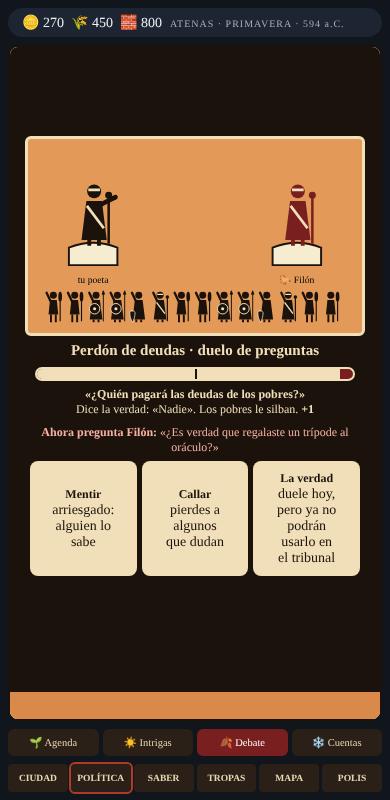 270 450 800 ATENAS · PRIMAVERA · 594 a.C.
tu poeta
Filón
Perdón de deudas · duelo de preguntas
«¿Quién pagará las deudas de los pobres?»
Dice la verdad: «Nadie». Los pobres le silban. +1
Ahora pregunta Filón: «¿Es verdad que regalaste un trípode al
oráculo?»
Mentir
arriesgado:
alguien lo
sabe
Callar
pierdes a
algunos
que dudan
La verdad
duele hoy,
pero ya no
podrán
usarlo en
el tribunal
Agenda
Intrigas
Debate
Cuentas
CIUDAD
POLÍTICA
SABER
TROPAS
MAPA
POLIS